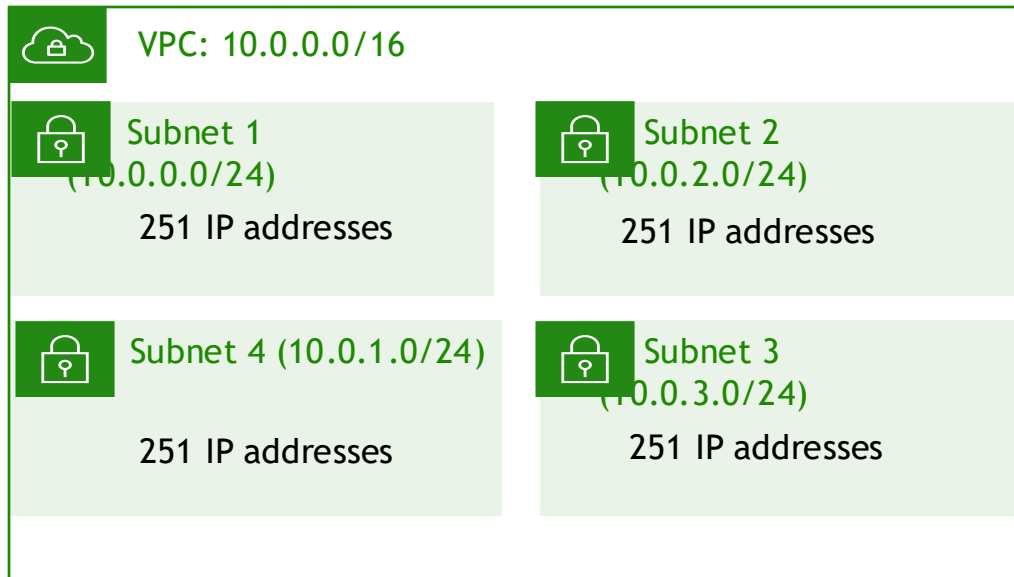 VPC: 10.0.0.0/16
Subnet 1
(10.0.0.0/24)
251 IP addresses
Subnet 2
(10.0.2.0/24)
251 IP addresses
Subnet 4 (10.0.1.0/24)
251 IP addresses
Subnet 3
(10.0.3.0/24)
251 IP addresses